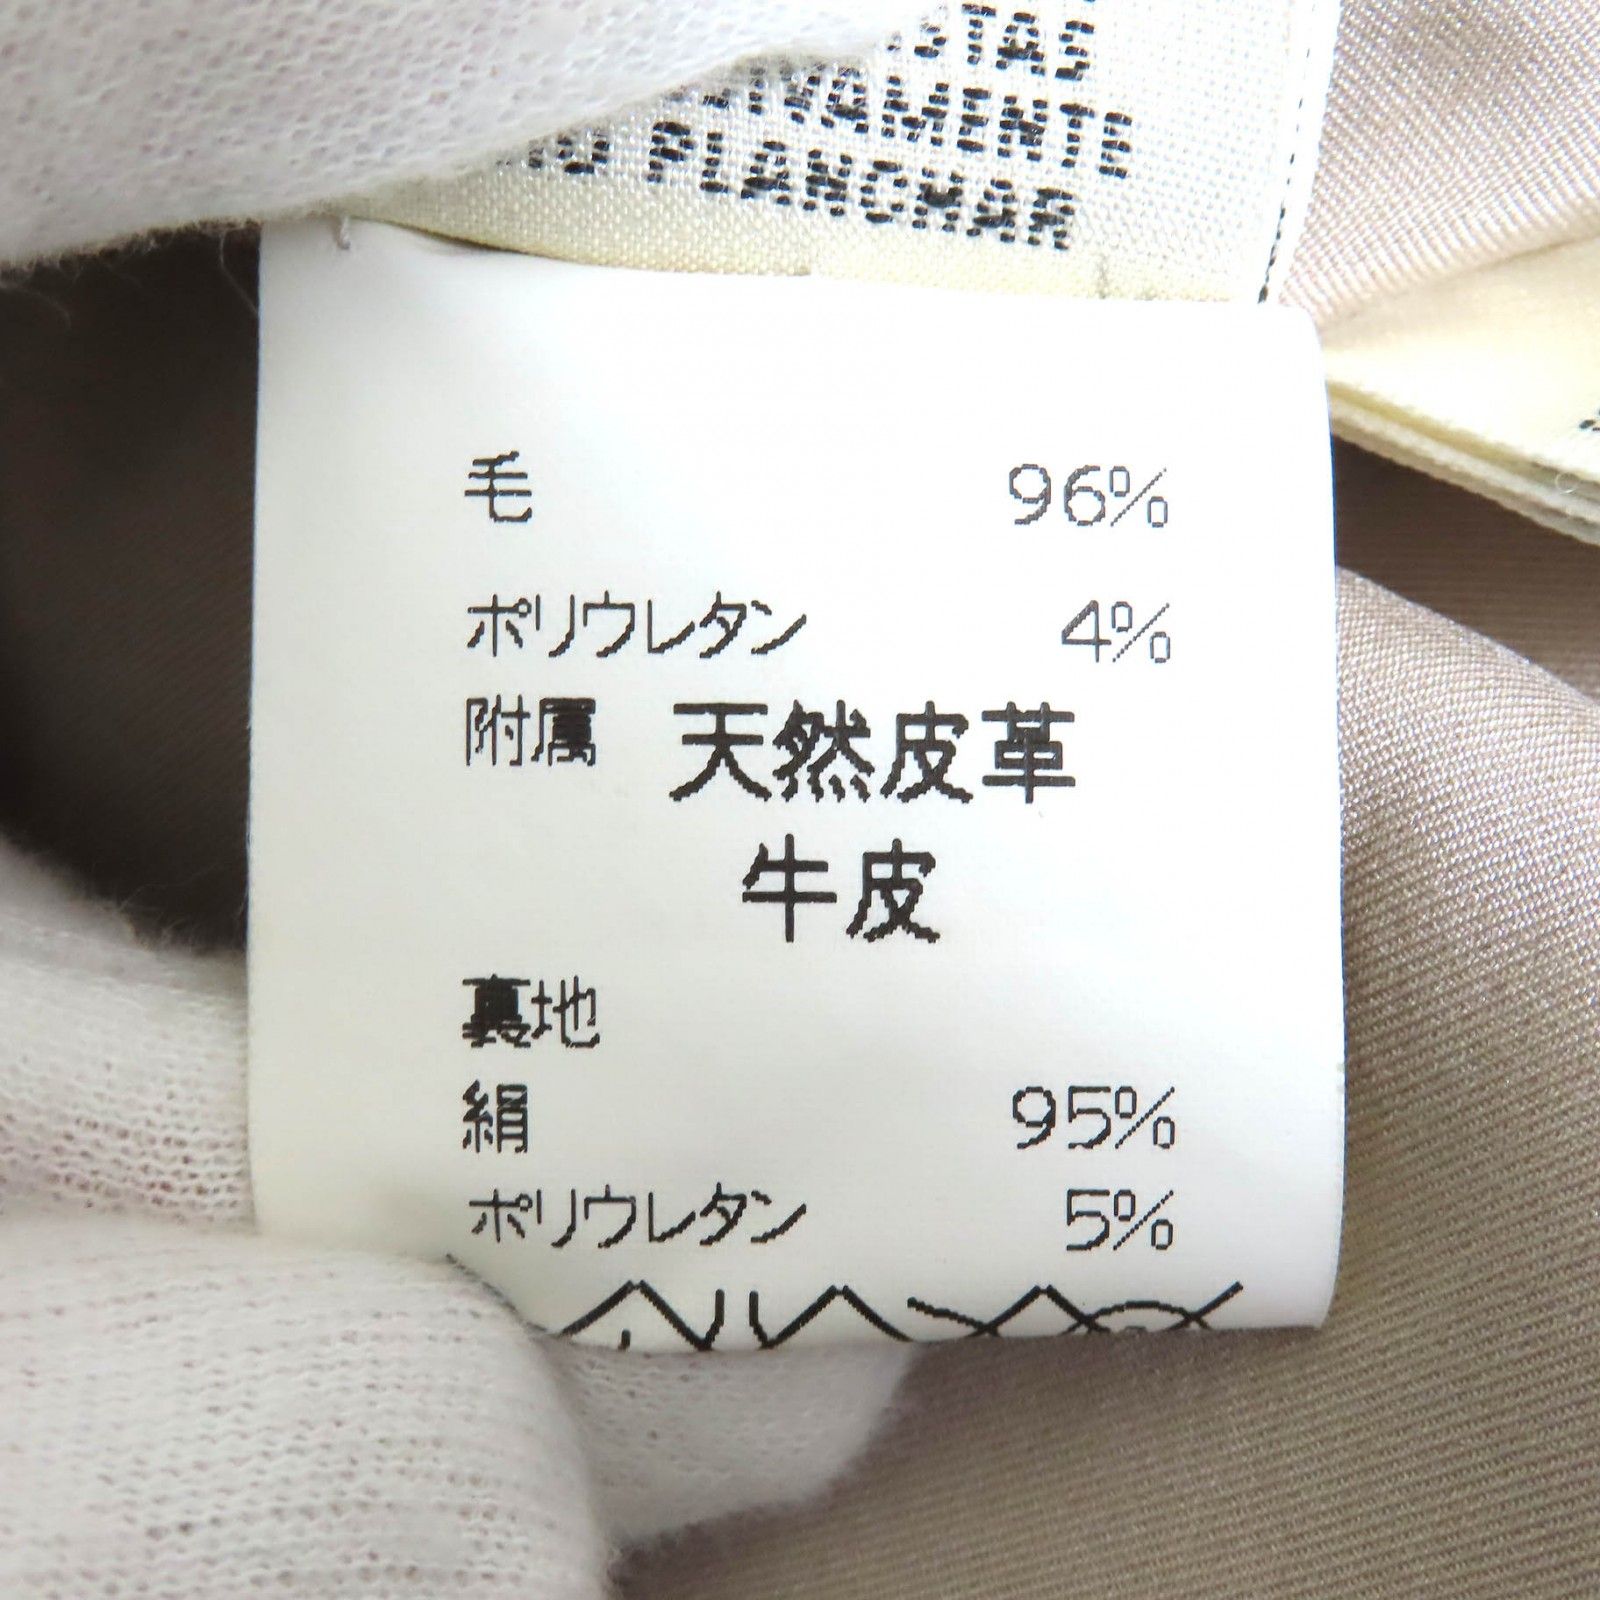 PLANCHAR
毛 96%
ポリウレタン 4%
附属 天然皮革
牛皮
裏地
絹 95%
ポリウレタン 5%